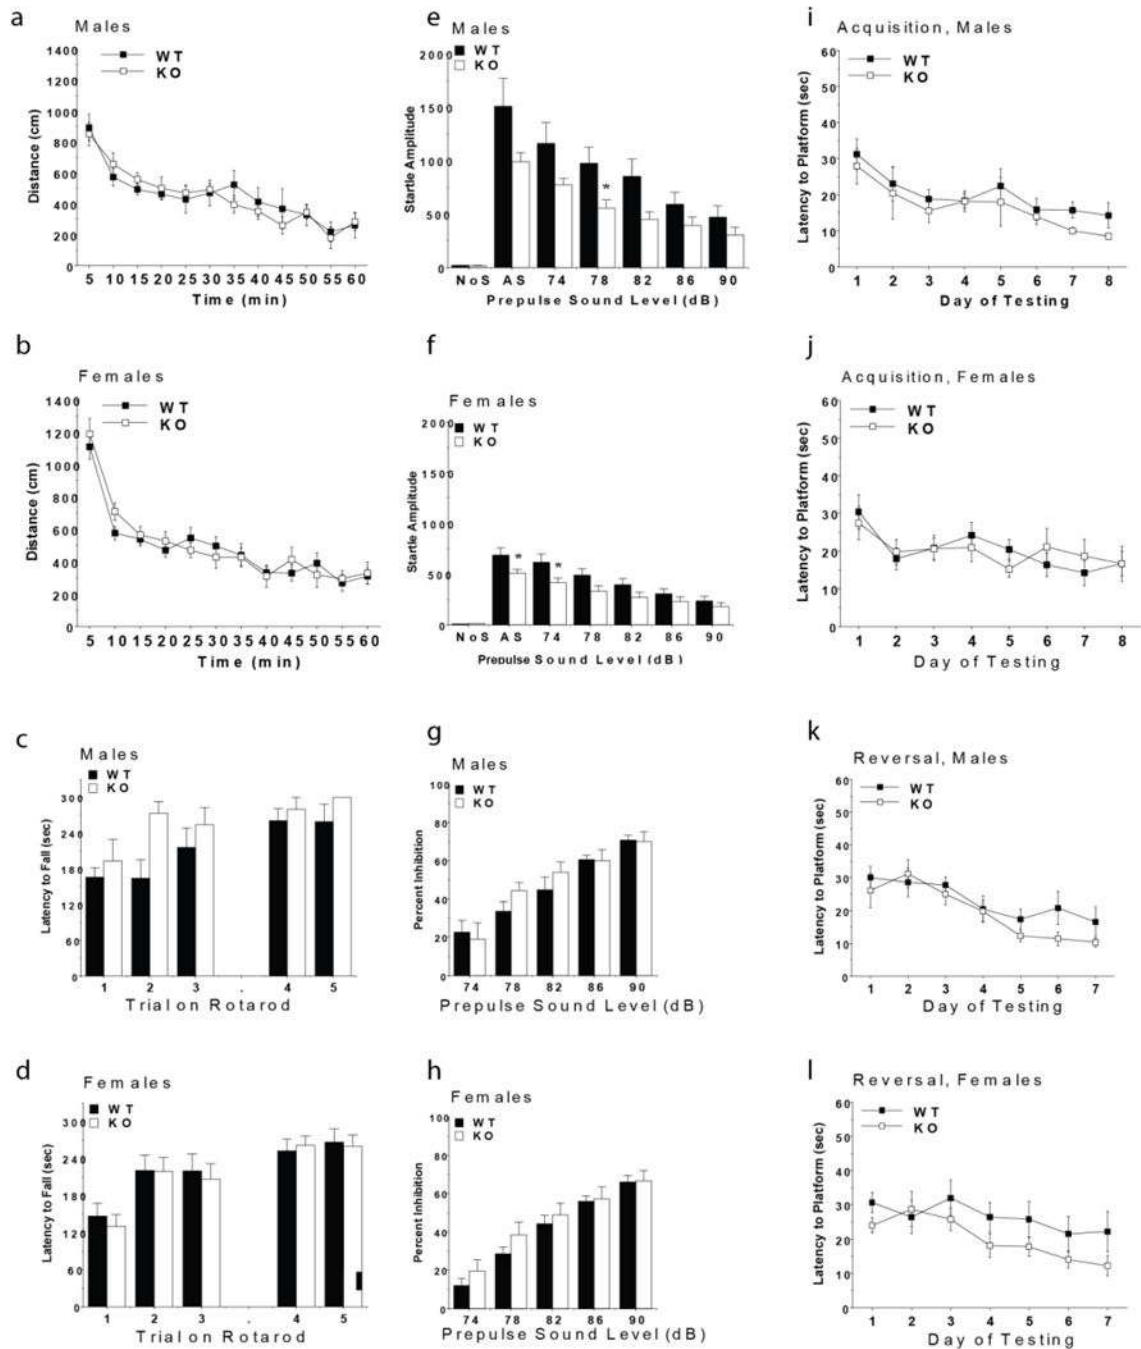 a
Males
WT
KO
1400
1200
1000
800
600
400
200
0
Distance (cm)
5 10 15 20 25 30 35 40 45 50 55 60
Time (min)
b
Females
WT
KO
1400
1200
1000
800
600
400
200
0
Distance (cm)
5 10 15 20 25 30 35 40 45 50 55 60
Time (min)
c
Males
WT
KO
300
240
180
120
60
0
Latency to Fall (sec)
1 2 3 . 4 5
Trial on Rotarod
d
Females
WT
KO
300
240
180
120
60
0
Latency to Fall (sec)
1 2 3 . 4 5
Trial on Rotarod
e
Males
WT
KO
2000
1500
1000
500
0
Startle Amplitude
*
NoS AS 74 78 82 86 90
Prepulse Sound Level (dB)
f
Females
WT
KO
2000
1500
1000
500
0
Startle Amplitude
* *
NoS AS 74 78 82 86 90
Prepulse Sound Level (dB)
g
Males
WT
KO
100
80
60
40
20
0
Percent Inhibition
74 78 82 86 90
Prepulse Sound Level (dB)
h
Females
WT
KO
100
80
60
40
20
0
Percent Inhibition
74 78 82 86 90
Prepulse Sound Level (dB)
i
Acquisition, Males
WT
KO
60
50
40
30
20
10
0
Latency to Platform (sec)
1 2 3 4 5 6 7 8
Day of Testing
j
Acquisition, Females
WT
KO
60
50
40
30
20
10
0
Latency to Platform (sec)
1 2 3 4 5 6 7 8
Day of Testing
k
Reversal, Males
WT
KO
60
50
40
30
20
10
0
Latency to Platform (sec)
1 2 3 4 5 6 7
Day of Testing
l
Reversal, Females
WT
KO
60
50
40
30
20
10
0
Latency to Platform (sec)
1 2 3 4 5 6 7
Day of Testing